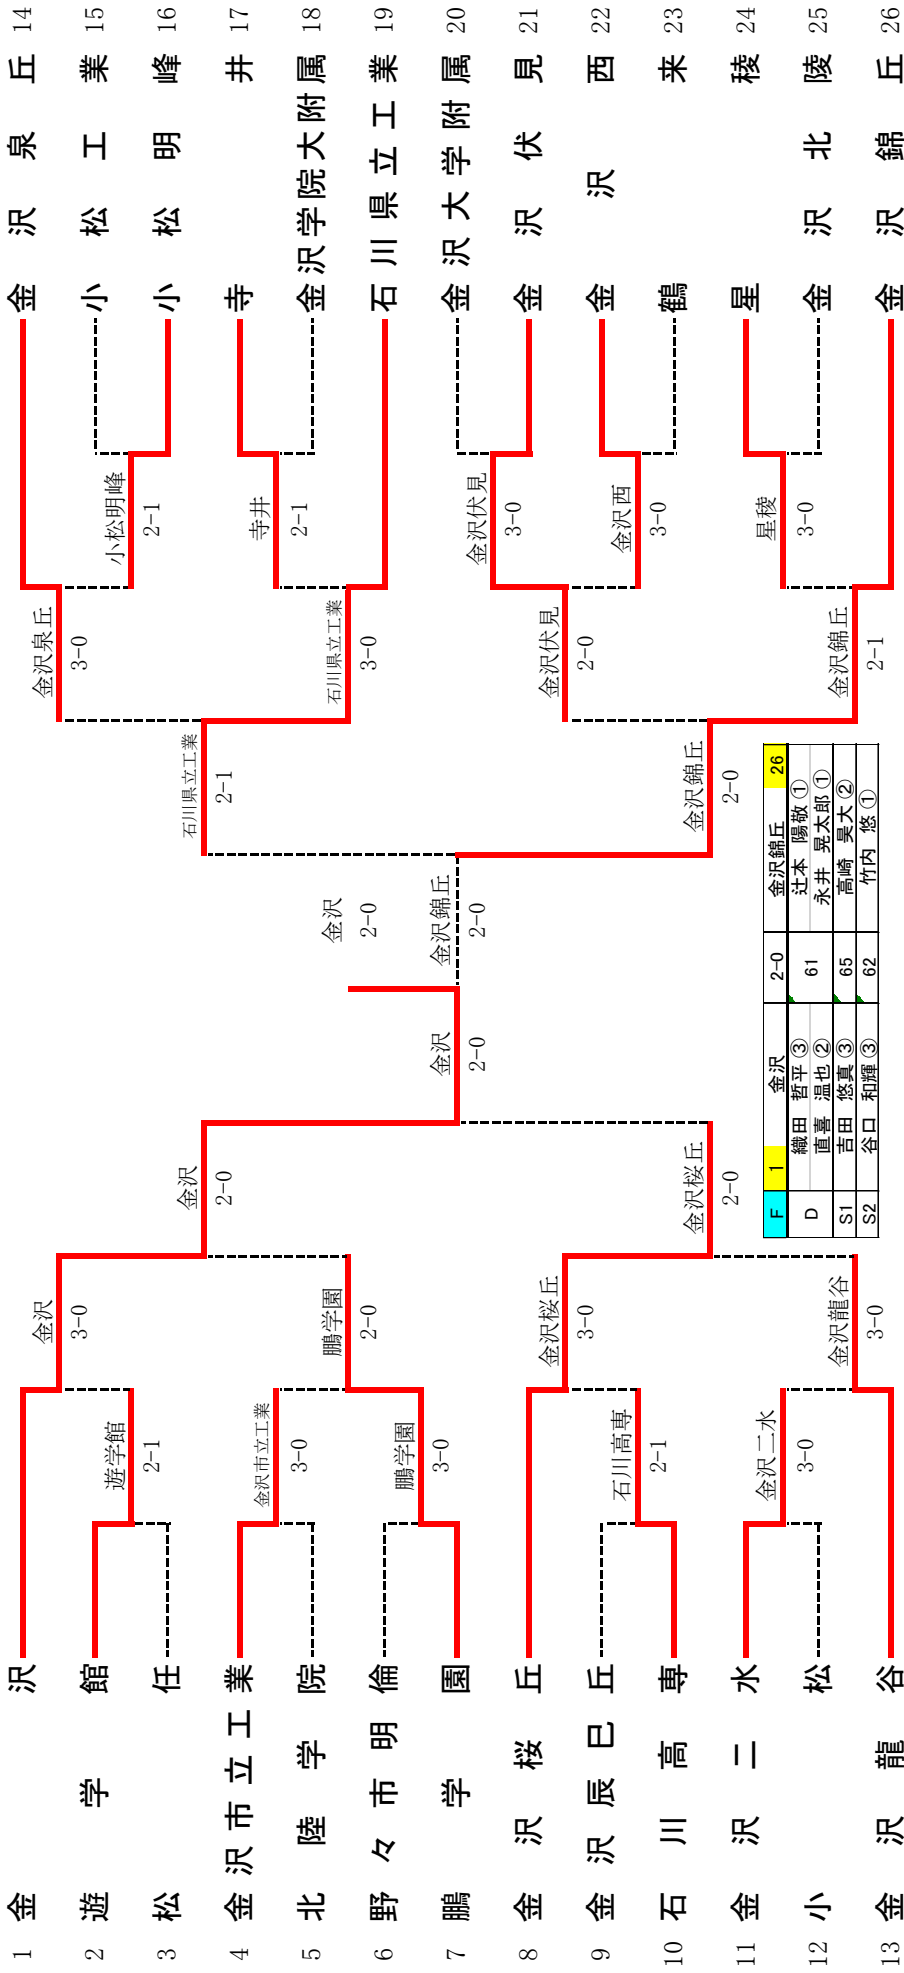 1 金沢
2 遊学館
3 松任
4 金沢市立工業
5 北陸学院
6 野々市明倫
7 鵬学園
8 金沢桜丘
9 金沢辰巳丘
10 石川高専
11 金沢二水
12 小松
13 金沢龍谷
遊学館
2-1
金沢市立工業
3-0
鵬学園
3-0
石川高専
2-1
金沢二水
3-0
金沢
3-0
鵬学園
2-0
金沢桜丘
3-0
金沢龍谷
3-0
金沢
2-0
金沢桜丘
2-0
金沢
2-0
金沢
2-0
金沢錦丘
2-0
石川県立工業
2-1
金沢錦丘
2-0
金沢泉丘
3-0
石川県立工業
3-0
金沢伏見
2-0
金沢錦丘
2-1
小松明峰
2-1
寺井
2-1
金沢伏見
3-0
金沢西
3-0
星稜
3-0
金沢泉丘 14
小松工業 15
小松明峰 16
寺井 17
金沢学院大附属 18
石川県立工業 19
金沢大学附属 20
金沢伏見 21
金沢西 22
鶴来 23
星稜 24
金沢北陵 25
金沢錦丘 26
F 1 金沢 2-0 金沢錦丘 26
D 織田 哲平③ 61 辻本 陽敬①
直喜 温也② 永井 晃太郎①
S1 吉田 悠真③ 65 高崎 昊大②
S2 谷口 和輝③ 62 竹内 悠①